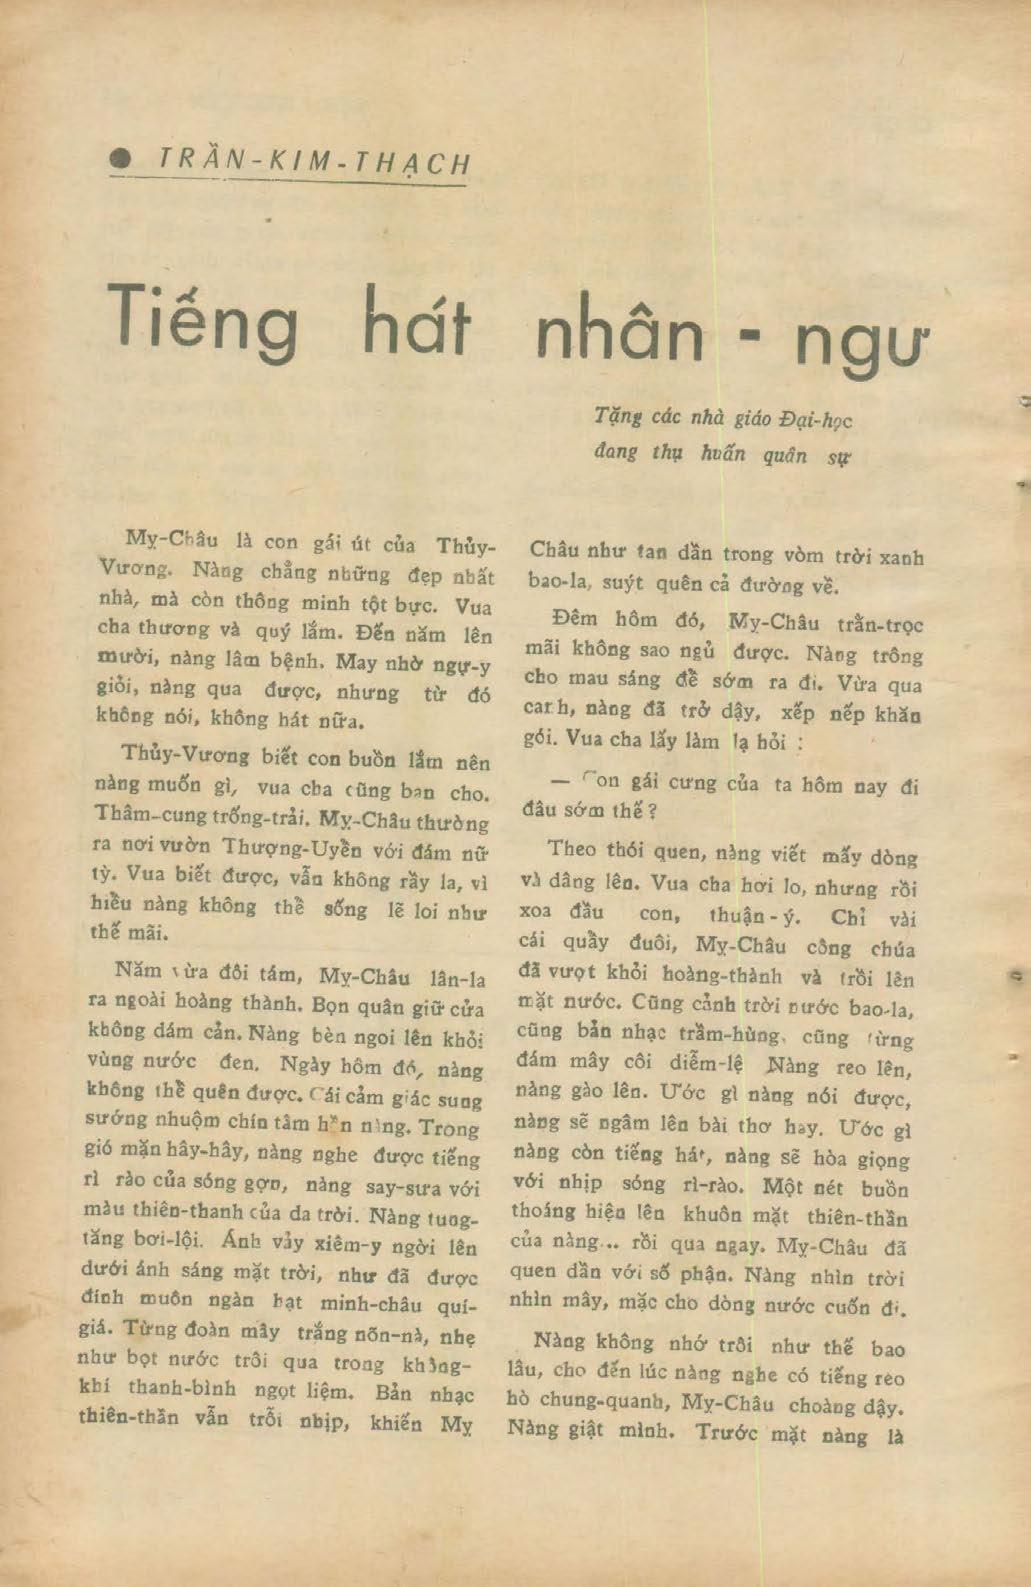 ● TRẦN-KIM-THẠCH
Tiếng hát nhân - ngư
Tặng các nhà giáo Đại-học
đang thụ huấn quân sự
Mỵ-Châu là con gái út của Thủy-
Vương. Nàng chẳng những đẹp nhất
nhà, mà còn thông minh tột bực. Vua
cha thương và quý lắm. Đến năm lên
mười, nàng lâm bệnh. May nhờ ngự-y
giỏi, nàng qua được, nhưng từ đó
không nói, không hát nữa.
Thủy-Vương biết con buồn lắm nên
nàng muốn gì, vua cha cũng ban cho.
Thâm-cung trống-trải. Mỵ-Châu thường
ra nơi vườn Thượng-Uyền với đám nữ
tỳ. Vua biết được, vẫn không rầy la, vì
hiều nàng không thề sống lẽ loi như
thế mãi.
Năm vừa đôi tám, Mỵ-Châu lân-la
ra ngoài hoàng thành. Bọn quân giữ cửa
không dám cản. Nàng bèn ngoi lên khỏi
vùng nước đen. Ngày hôm đó, nàng
không thề quên được. Cái cảm giác sung
sướng nhuộm chín tâm hồn nàng. Trong
gió mặn hây-hây, nàng nghe được tiếng
rì rào của sóng gợn, nàng say-sưa với
màu thiên-thanh của da trời. Nàng tung-
tăng bơi-lội. Ánh vảy xiêm-y ngời lên
dưới ánh sáng mặt trời, như đã được
đính muôn ngàn hạt minh-châu quí-
giá. Từng đoàn mây trắng nõn-nà, nhẹ
như bọt nước trôi qua trong không-
khí thanh-bình ngọt liệm. Bản nhạc
thiên-thần vẫn trỗi nhịp, khiến Mỵ
Châu như tan dần trong vòm trời xanh
bao-la, suýt quên cả đường về.
Đêm hôm đó, Mỵ-Châu trằn-trọc
mãi không sao ngủ được. Nàng trông
cho mau sáng đề sớm ra đi. Vừa qua
canh, nàng đã trở dậy, xếp nếp khăn
gói. Vua cha lấy làm lạ hỏi :
— Con gái cưng của ta hôm nay đi
đâu sớm thế ?
Theo thói quen, nàng viết mấy dòng
và dâng lên. Vua cha hơi lo, nhưng rồi
xoa đầu con, thuận-ý. Chỉ vài
cái quầy đuôi, Mỵ-Châu công chúa
đã vượt khỏi hoàng-thành và trồi lên
mặt nước. Cũng cảnh trời nước bao-la,
cũng bản nhạc trầm-hùng, cũng từng
đám mây côi diễm-lệ Nàng reo lên,
nàng gào lên. Ước gì nàng nói được,
nàng sẽ ngâm lên bài thơ hay. Ước gì
nàng còn tiếng hát, nàng sẽ hòa giọng
với nhịp sóng rì-rào. Một nét buồn
thoáng hiện lên khuôn mặt thiên-thần
của nàng... rồi qua ngay. Mỵ-Châu đã
quen dần với số phận. Nàng nhìn trời
nhìn mây, mặc cho dòng nước cuốn đi.
Nàng không nhớ trôi như thế bao
lâu, cho đến lúc nàng nghe có tiếng reo
hò chung-quanh, Mỵ-Châu choàng dậy.
Nàng giật mình. Trước mặt nàng là